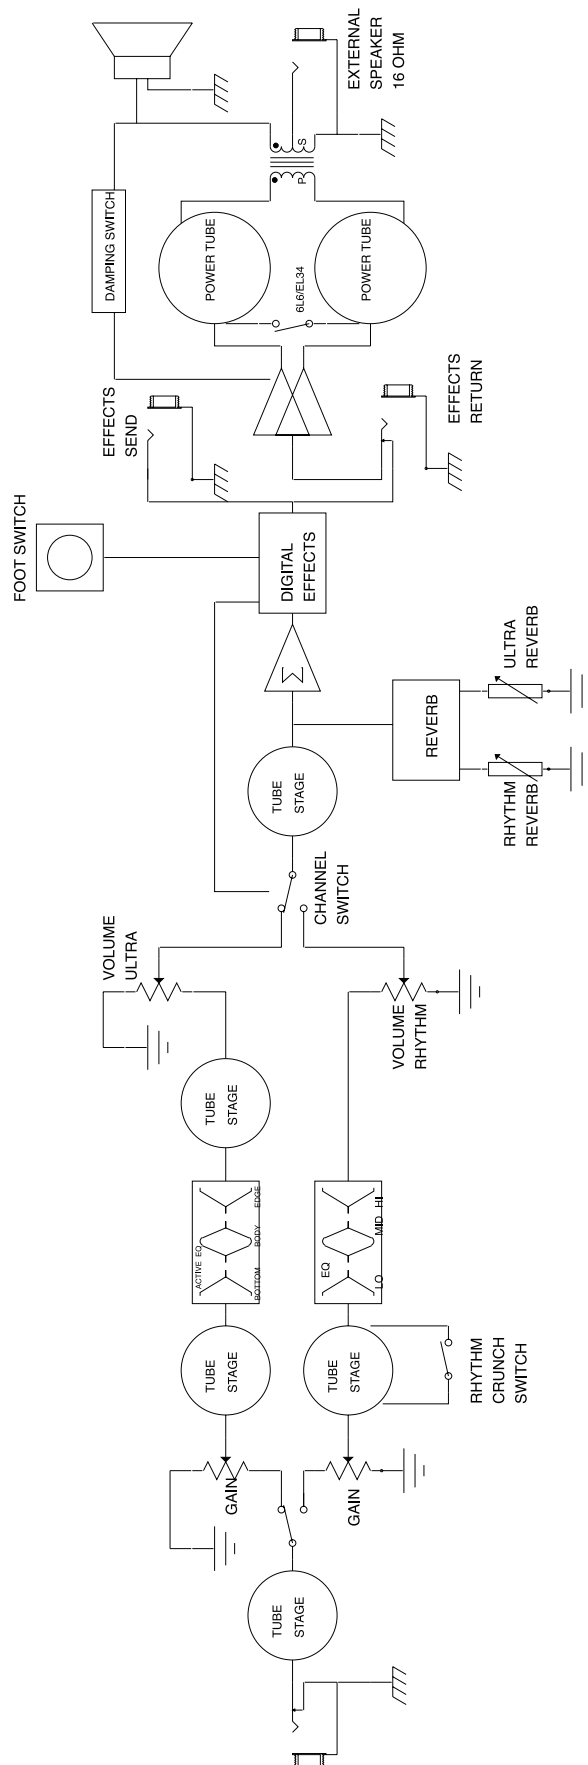 EXTERNAL
SPEAKER
16 OHM
S
P
DAMPING SWITCH
POWER TUBE
6L6/EL34
POWER TUBE
EFFECTS
SEND
EFFECTS
RETURN
FOOT SWITCH
DIGITAL
EFFECTS
Σ
REVERB
ULTRA
REVERB
RHYTHM
REVERB
TUBE
STAGE
CHANNEL
SWITCH
VOLUME
ULTRA
VOLUME
RHYTHM
TUBE
STAGE
ACTIVE EQ
BOTTOM
BODY
EDGE
EQ
LO
MID
HI
TUBE
STAGE
TUBE
STAGE
RHYTHM
CRUNCH
SWITCH
GAIN
GAIN
TUBE
STAGE